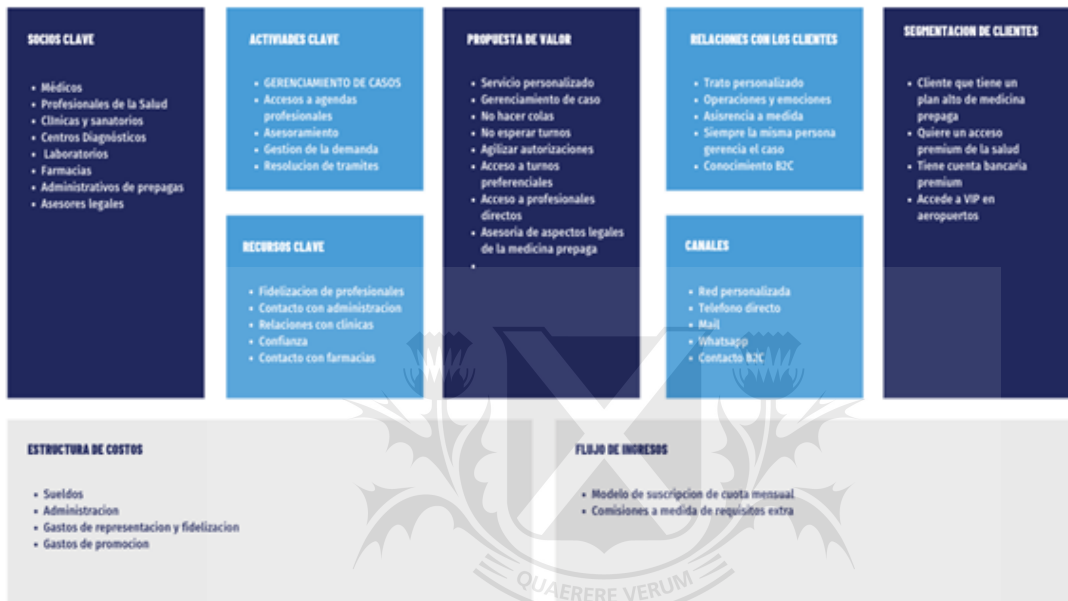 SOCIOS CLAVE
• Médicos
• Profesionales de la Salud
• Clínicas y sanatorios
• Centros Diagnósticos
• Laboratorios
• Farmacias
• Administrativos de prepagas
• Asesores legales
ACTIVIADES CLAVE
• GERENCIAMIENTO DE CASOS
• Accesos a agendas
profesionales
• Asesoramiento
• Gestion de la demanda
• Resolucion de tramites
RECURSOS CLAVE
• Fidelizacion de profesionales
• Contacto con administracion
• Relaciones con clinicas
• Confianza
• Contacto con farmacias
PROPUESTA DE VALOR
• Servicio personalizado
• Gerenciamiento de caso
• No hacer colas
• No esperar turnos
• Agilizar autorizaciones
• Acceso a turnos
preferenciales
• Acceso a profesionales
directos
• Asesoría de aspectos legales
de la medicina prepaga
•
RELACIONES CON LOS CLIENTES
• Trato personalizado
• Operaciones y emociones
• Asisrencia a medida
• Siempre la misma persona
gerencia el caso
• Conocimiento B2C
CANALES
• Red personalizada
• Telefono directo
• Mail
• Whatsapp
• Contacto B2C
SEGMENTACION DE CLIENTES
• Cliente que tiene un
plan alto de medicina
prepaga
• Quiere un acceso
premium de la salud
• Tiene cuenta bancaria
premium
• Accede a VIP en
aeropuertos
ESTRUCTURA DE COSTOS
• Sueldos
• Administracion
• Gastos de representacion y fidelizacion
• Gastos de promocion
FLUJO DE INGRESOS
• Modelo de suscripcion de cuota mensual
• Comisiones a medida de requisitos extra
QUAERERE VERUM